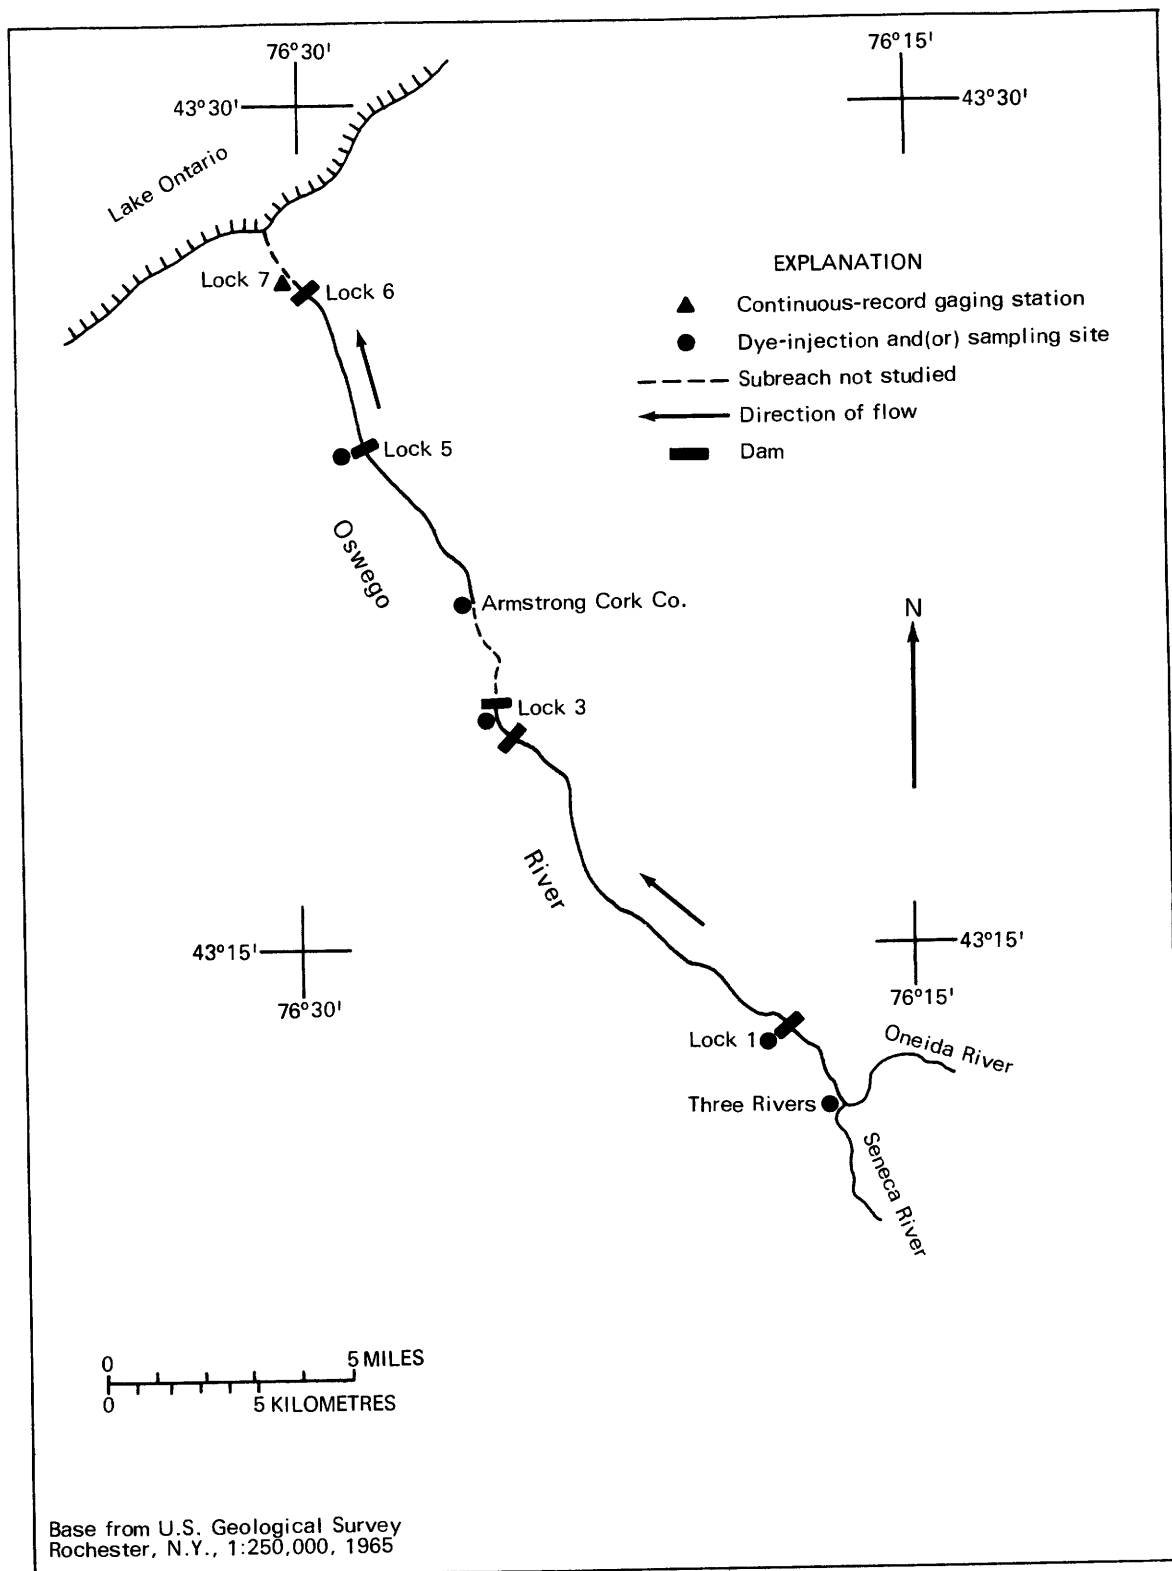 76°30'
76°15'
43°30'
43°30'
Lake Ontario
EXPLANATION
Lock 7
Lock 6
Continuous-record gaging station
Dye-injection and(or) sampling site
Subreach not studied
Direction of flow
Lock 5
Dam
Oswego
Armstrong Cork Co.
N
Lock 3
River
43°15'
43°15'
76°30'
76°15'
Lock 1
Oneida River
Three Rivers
Seneca River
0
5 MILES
0
5 KILOMETRES
Base from U.S. Geological Survey
Rochester, N.Y., 1:250,000, 1965